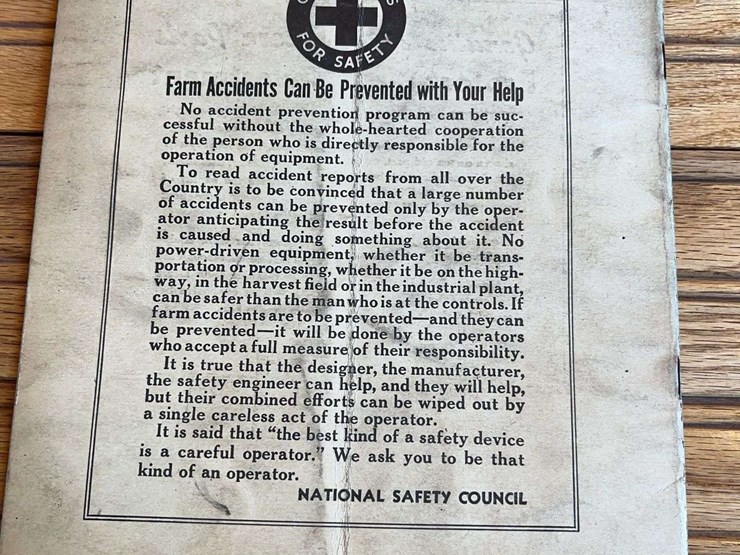 FOR SAFETY
Farm Accidents Can Be Prevented with Your Help
No accident prevention program can be suc-
cessful without the whole-hearted cooperation
of the person who is directly responsible for the
operation of equipment.
To read accident reports from all over the
Country is to be convinced that a large number
of accidents can be prevented only by the oper-
ator anticipating the result before the accident
is caused and doing something about it. No
power-driven equipment, whether it be trans-
portation or processing, whether it be on the high-
way, in the harvest field or in the industrial plant,
can be safer than the man who is at the controls. If
farm accidents are to be prevented—and they can
be prevented—it will be done by the operators
who accept a full measure of their responsibility.
It is true that the designer, the manufacturer,
the safety engineer can help, and they will help,
but their combined efforts can be wiped out by
a single careless act of the operator.
It is said that “the best kind of a safety device
is a careful operator.” We ask you to be that
kind of an operator.
NATIONAL SAFETY COUNCIL